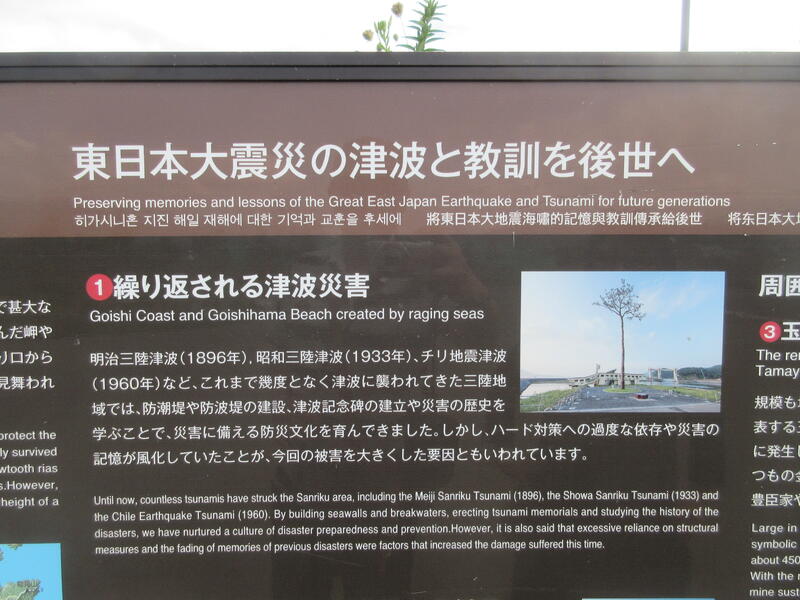 東日本大震災の津波と教訓を後世へ
Preserving memories and lessons of the Great East Japan Earthquake and Tsunami for future generations
히가시니혼 지진 해일 재해에 대한 기억과 교훈을 후세에 將東日本大地震海嘯的記憶與教訓傳承給後世 将东日本大地
で甚大な
んだ岬や
り口から
見舞われ
protect the
ly survived
wtooth rias
s.However,
height of a
1 繰り返される津波災害
Goishi Coast and Goishihama Beach created by raging seas
明治三陸津波（1896年）、昭和三陸津波（1933年）、チリ地震津波
（1960年）など、これまで幾度となく津波に襲われてきた三陸地
域では、防潮堤や防波堤の建設、津波記念碑の建立や災害の歴史を
学ぶことで、災害に備える防災文化を育んできました。しかし、ハード対策への過度な依存や災害の
記憶が風化していたことが、今回の被害を大きくした要因ともいわれています。
Until now, countless tsunamis have struck the Sanriku area, including the Meiji Sanriku Tsunami (1896), the Showa Sanriku Tsunami (1933) and
the Chile Earthquake Tsunami (1960). By building seawalls and breakwaters, erecting tsunami memorials and studying the history of the
disasters, we have nurtured a culture of disaster preparedness and prevention.However, it is also said that excessive reliance on structural
measures and the fading of memories of previous disasters were factors that increased the damage suffered this time.
周囲
3 玉
The re
Tamay
規模も
表する
に発生し
つもの金
豊臣家や
Large in
symbolic
about 450
With the r
mine sust